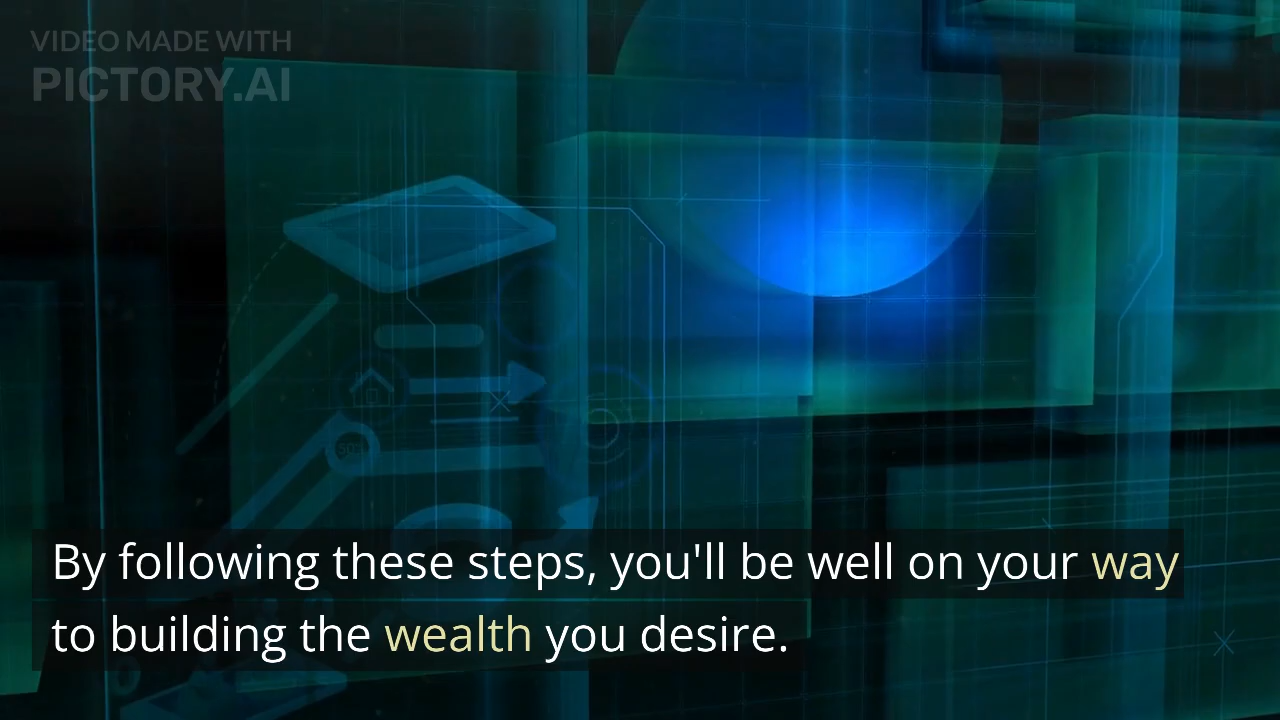 VIDEO MADE WITH
PICTORY.AI
By following these steps, you'll be well on your way
to building the wealth you desire.